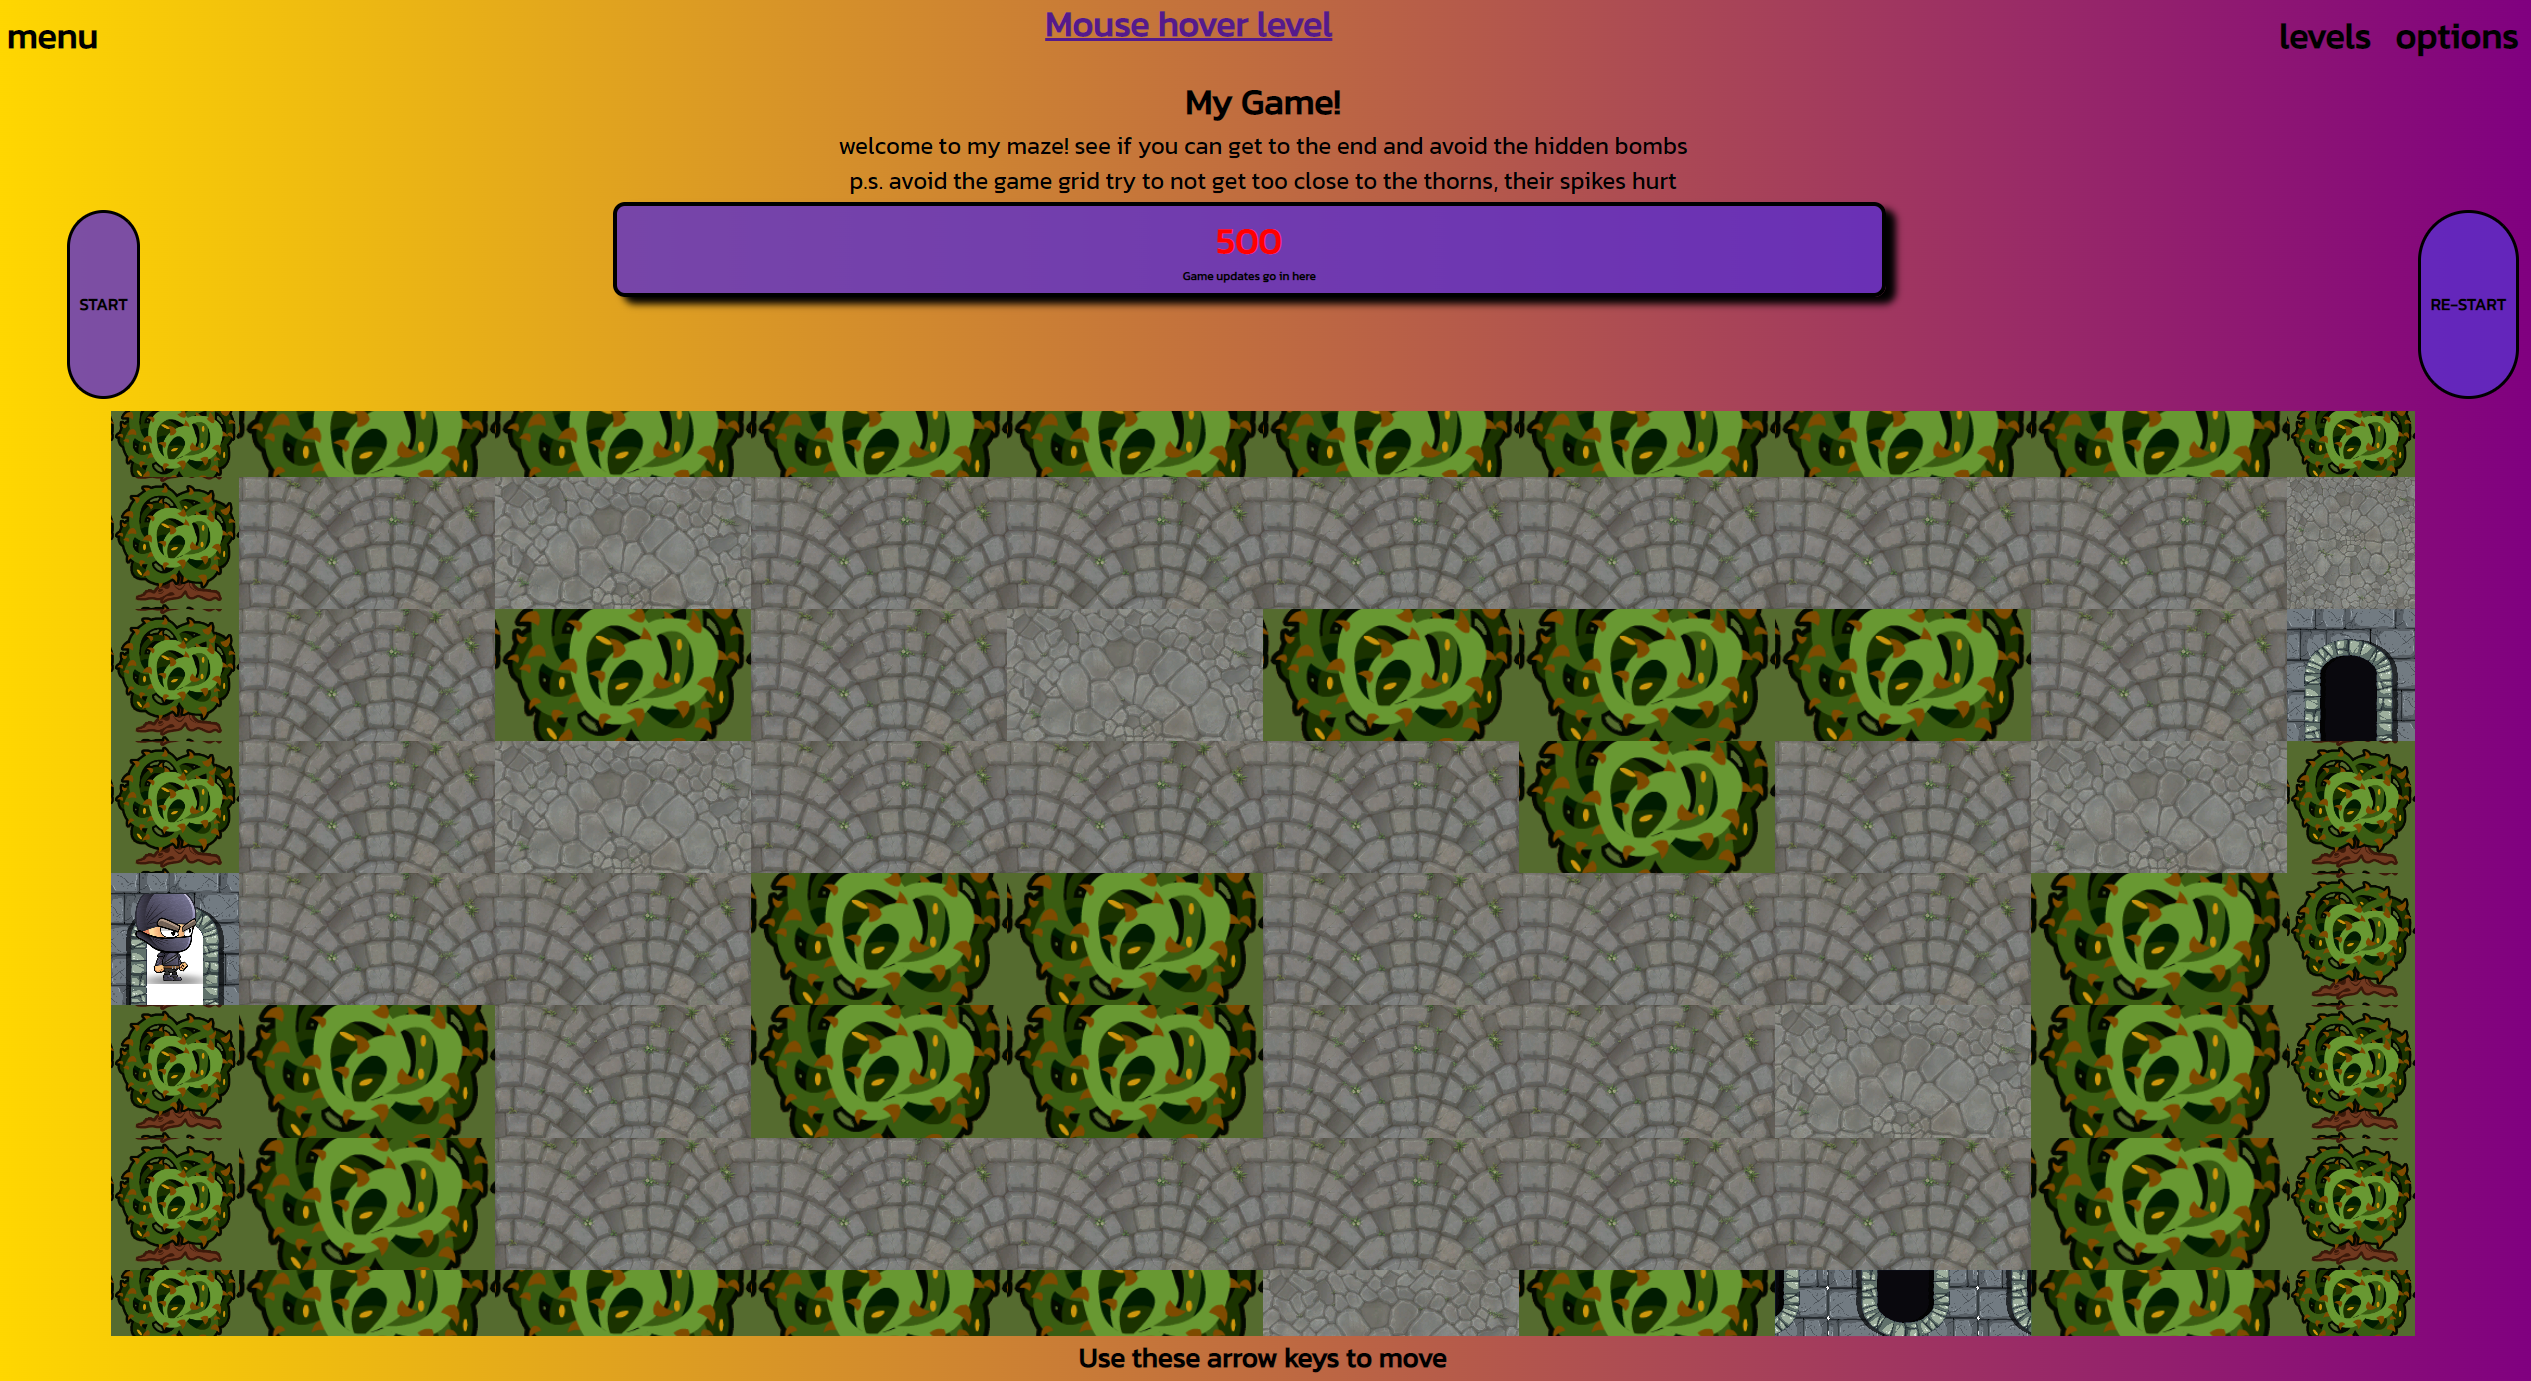 menu
Mouse hover level
levels options
My Game!
welcome to my maze! see if you can get to the end and avoid the hidden bombs
p.s. avoid the game grid try to not get too close to the thorns, their spikes hurt
500
Game updates go in here
START
RE-START
Use these arrow keys to move